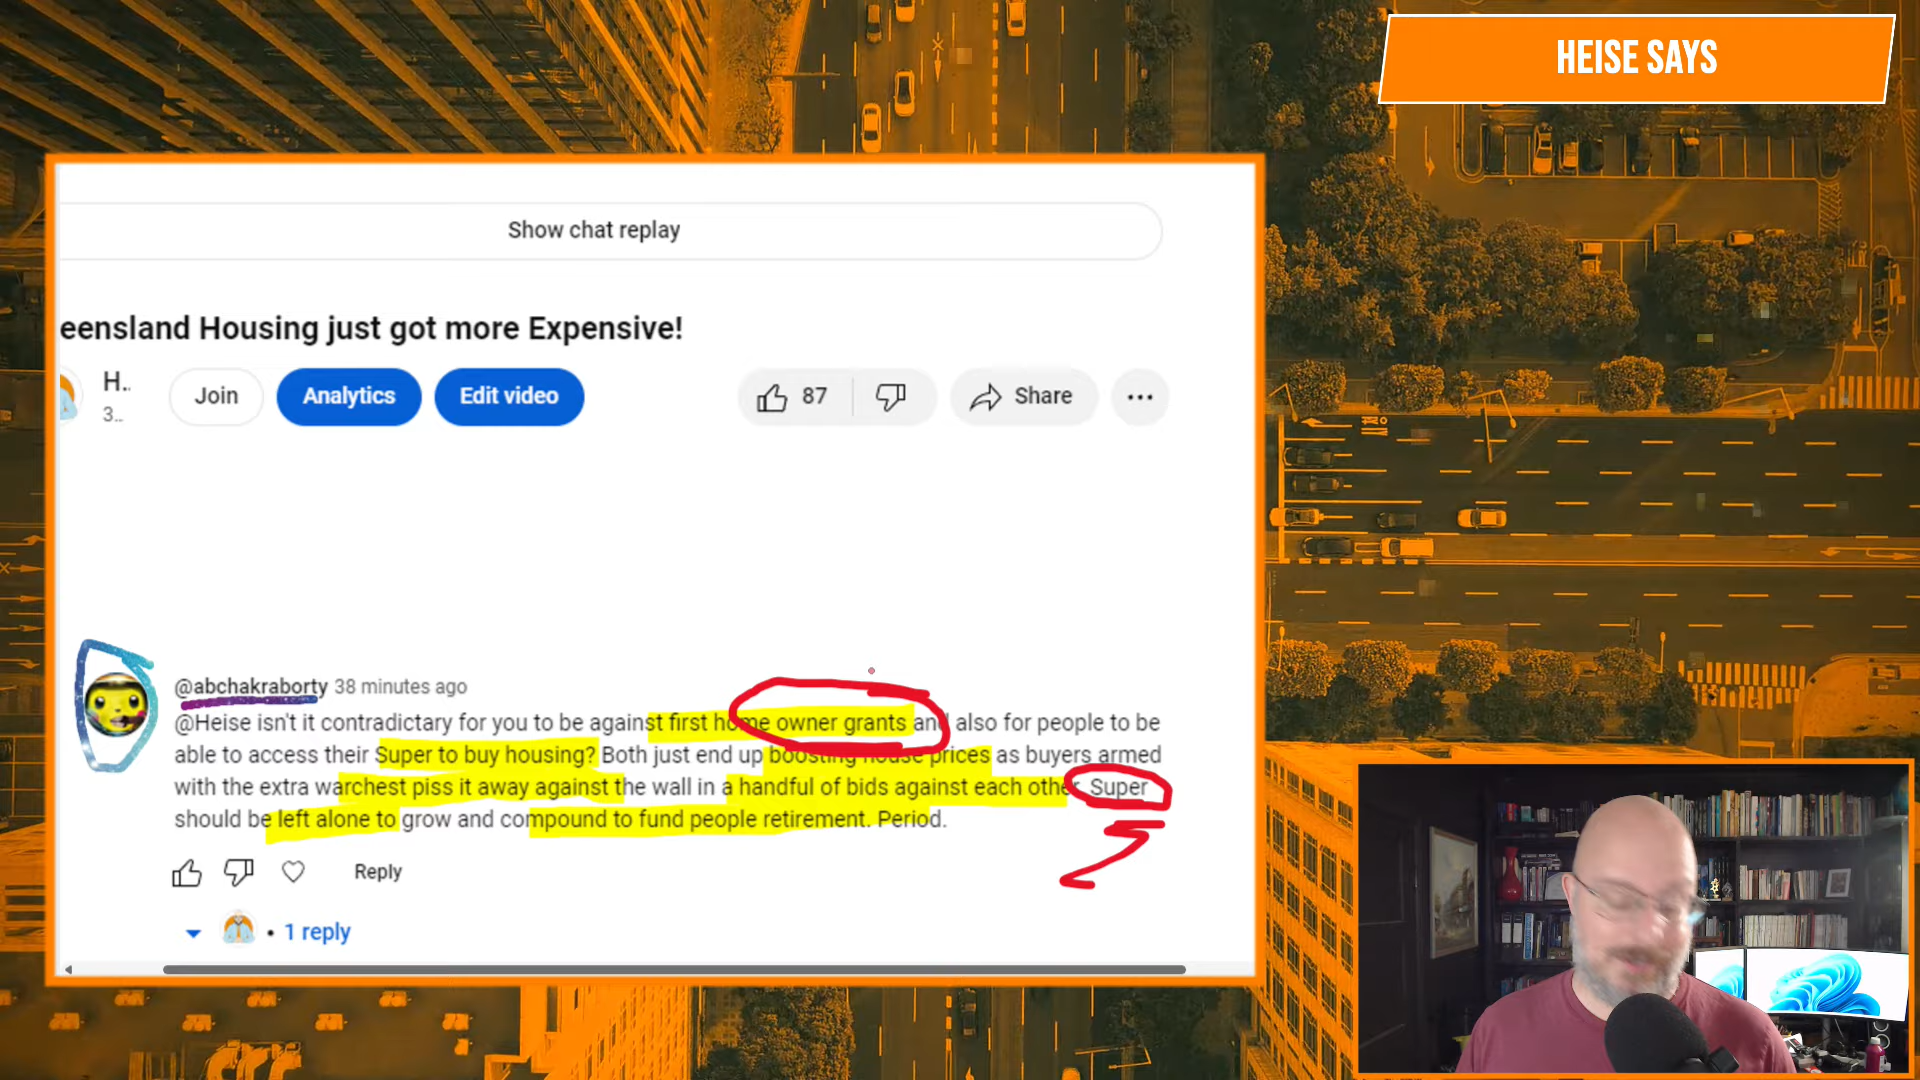 HEISE SAYS
Show chat replay
eensland Housing just got more Expensive!
H..
3...
Join
Analytics
Edit video
87
Share
@abchakraborty 38 minutes ago
@Heise isn't it contradictary for you to be against first home owner grants and also for people to be
able to access their Super to buy housing? Both just end up boosting house prices as buyers armed
with the extra warchest piss it away against the wall in a handful of bids against each other. Super
should be left alone to grow and compound to fund people retirement. Period.
Reply
• 1 reply